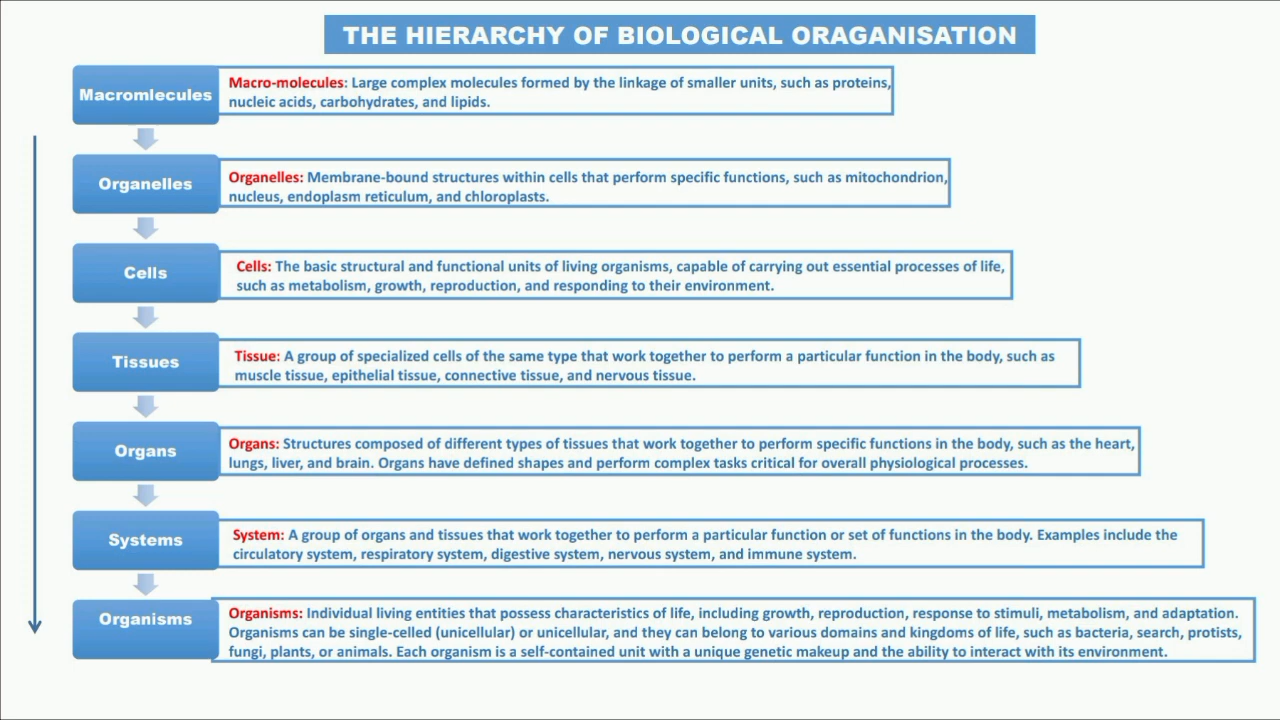 THE HIERARCHY OF BIOLOGICAL ORAGANISATION
Macromlecules
Macro-molecules: Large complex molecules formed by the linkage of smaller units, such as proteins,
nucleic acids, carbohydrates, and lipids.
Organelles
Organelles: Membrane-bound structures within cells that perform specific functions, such as mitochondrion,
nucleus, endoplasm reticulum, and chloroplasts.
Cells
Cells: The basic structural and functional units of living organisms, capable of carrying out essential processes of life,
such as metabolism, growth, reproduction, and responding to their environment.
Tissues
Tissue: A group of specialized cells of the same type that work together to perform a particular function in the body, such as
muscle tissue, epithelial tissue, connective tissue, and nervous tissue.
Organs
Organs: Structures composed of different types of tissues that work together to perform specific functions in the body, such as the heart,
lungs, liver, and brain. Organs have defined shapes and perform complex tasks critical for overall physiological processes.
Systems
System: A group of organs and tissues that work together to perform a particular function or set of functions in the body. Examples include the
circulatory system, respiratory system, digestive system, nervous system, and immune system.
Organisms
Organisms: Individual living entities that possess characteristics of life, including growth, reproduction, response to stimuli, metabolism, and adaptation.
Organisms can be single-celled (unicellular) or unicellular, and they can belong to various domains and kingdoms of life, such as bacteria, search, protists,
fungi, plants, or animals. Each organism is a self-contained unit with a unique genetic makeup and the ability to interact with its environment.